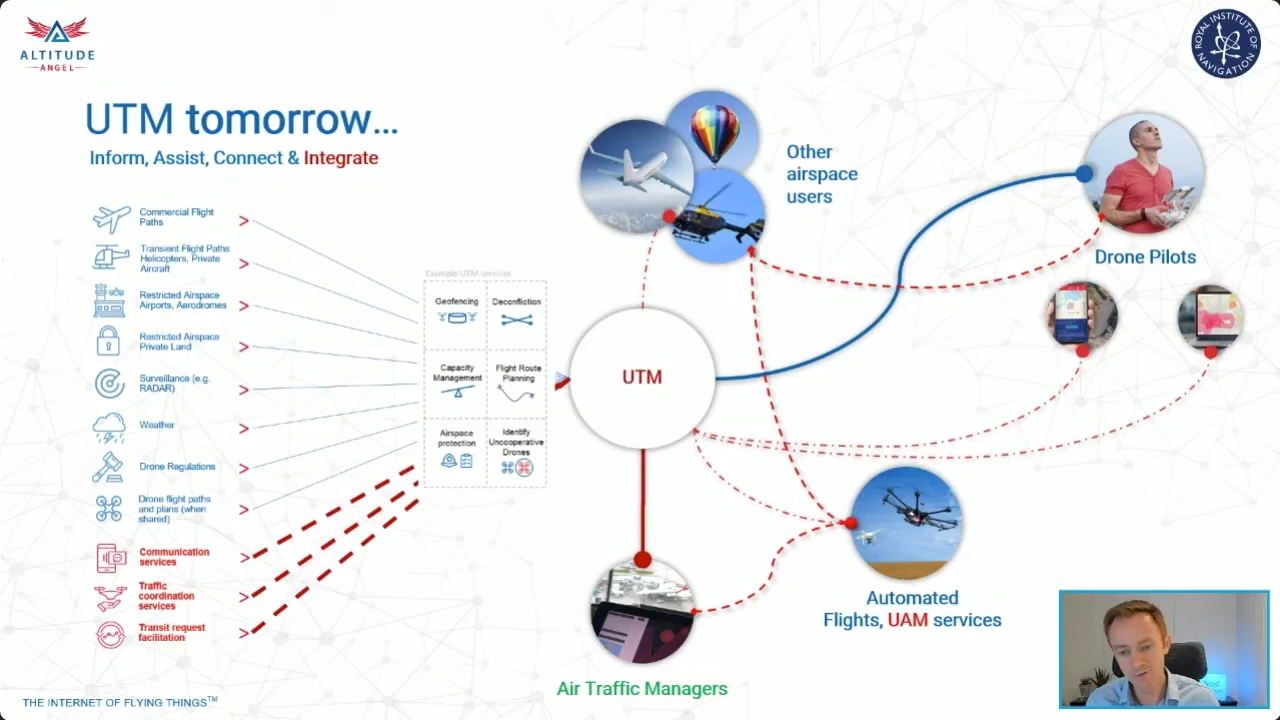 ALTITUDE
ANGEL
ROYAL INSTITUTE OF NAVIGATION
UTM tomorrow...
Inform, Assist, Connect & Integrate
Commercial Flight
Paths
Transient Flight Paths
Helicopters, Private
Aircraft
Restricted Airspace
Airports, Aerodromes
Restricted Airspace
Private Land
Surveillance (e.g.
RADAR)
Weather
Drone Regulations
Drone flight paths
and plans (when
shared)
Communication
services
Traffic
coordination
services
Transit request
facilitation
Example UTM services
Geofencing
Deconfliction
Capacity
Management
Flight Route
Planning
Airspace
protection
Identify
Uncooperative
Drones
UTM
Other
airspace
users
Drone Pilots
Automated
Flights, UAM services
Air Traffic Managers
THE INTERNET OF FLYING THINGS™